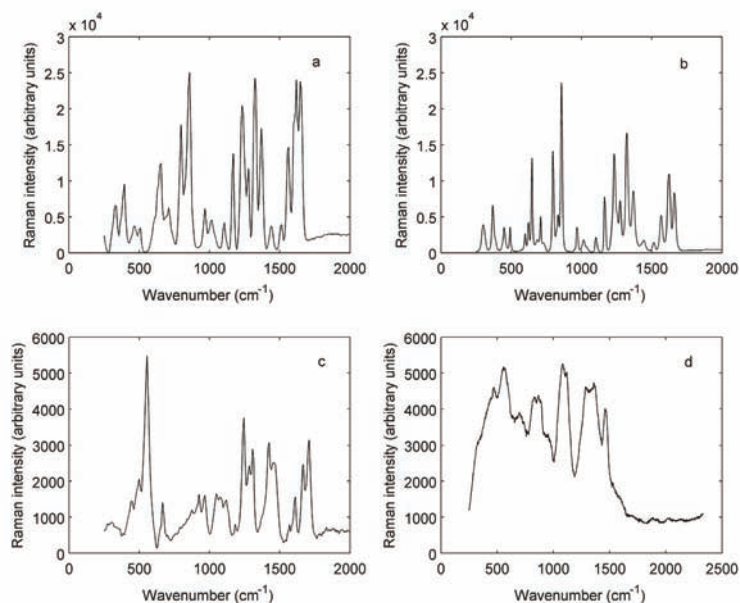 x 10⁴
3
2.5
2
1.5
1
0.5
0
0 500 1000 1500 2000
Wavenumber (cm⁻¹)
Raman intensity (arbitrary units)
a
x 10⁴
3
2.5
2
1.5
1
0.5
0
0 500 1000 1500 2000
Wavenumber (cm⁻¹)
Raman intensity (arbitrary units)
b
6000
5000
4000
3000
2000
1000
0
0 500 1000 1500 2000
Wavenumber (cm⁻¹)
Raman intensity (arbitrary units)
c
6000
5000
4000
3000
2000
1000
0
0 500 1000 1500 2000 2500
Wavenumber (cm⁻¹)
Raman intensity (arbitrary units)
d